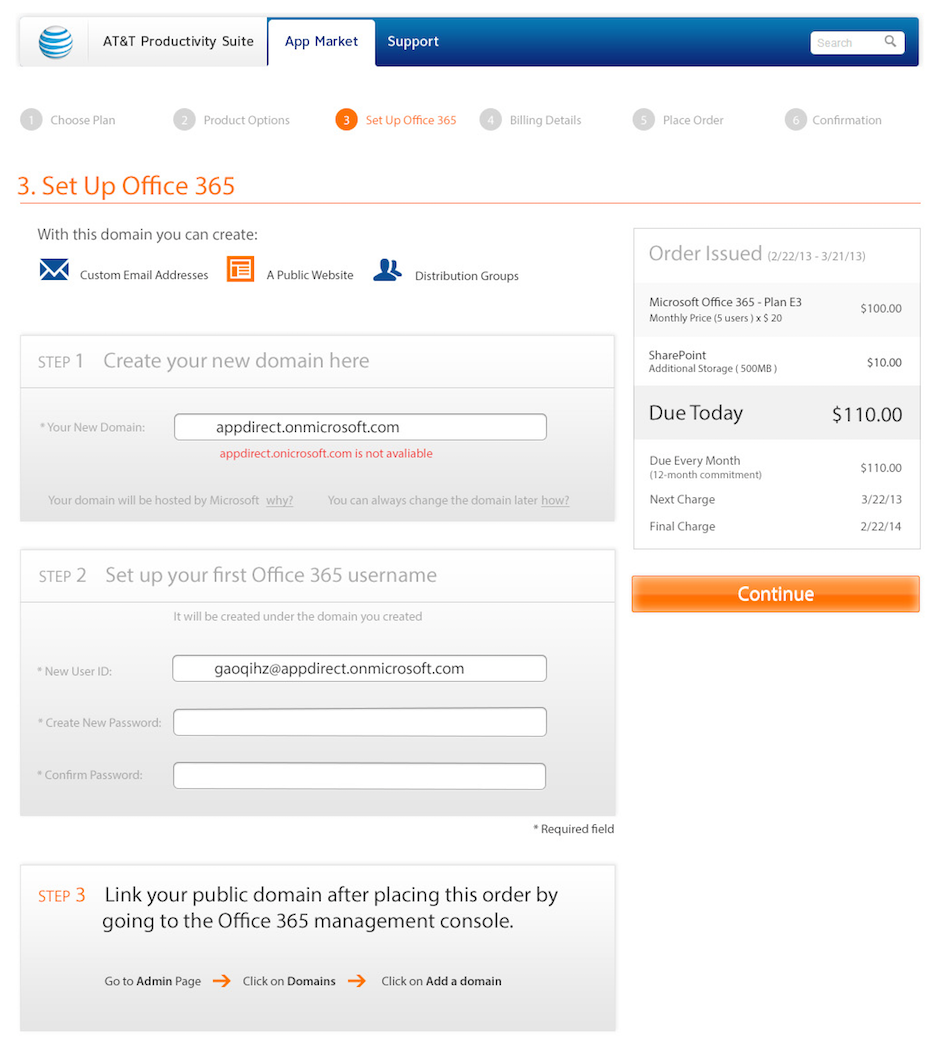 AT&T Productivity Suite
App Market
Support
Search
1 Choose Plan
2 Product Options
3 Set Up Office 365
4 Billing Details
5 Place Order
6 Confirmation
3. Set Up Office 365
With this domain you can create:
Custom Email Addresses
A Public Website
Distribution Groups
STEP 1 Create your new domain here
* Your New Domain:
appdirect.onmicrosoft.com
appdirect.onicrosoft.com is not avaliable
Your domain will be hosted by Microsoft why?
You can always change the domain later how?
STEP 2 Set up your first Office 365 username
It will be created under the domain you created
* New User ID:
gaoqihz@appdirect.onmicrosoft.com
* Create New Password:
* Confirm Password:
* Required field
STEP 3 Link your public domain after placing this order by
going to the Office 365 management console.
Go to Admin Page
Click on Domains
Click on Add a domain
Order Issued (2/22/13 - 3/21/13)
Microsoft Office 365 - Plan E3
Monthly Price (5 users ) x $ 20
$100.00
SharePoint
Additional Storage ( 500MB )
$10.00
Due Today $110.00
Due Every Month
(12-month commitment)
$110.00
Next Charge 3/22/13
Final Charge 2/22/14
Continue